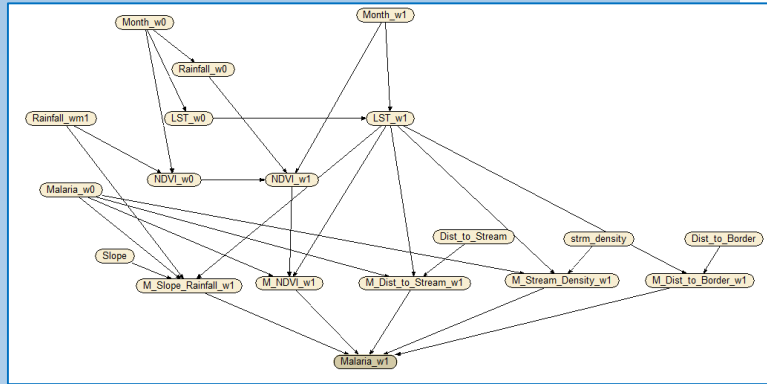 Month_w0
Month_w1
Rainfall_w0
Rainfall_wm1
LST_w0
LST_w1
NDVI_w0
NDVI_w1
Malaria_w0
Dist_to_Stream
strm_density
Dist_to_Border
Slope
M_Slope_Rainfall_w1
M_NDVI_w1
M_Dist_to_Stream_w1
M_Stream_Density_w1
M_Dist_to_Border_w1
Malaria_w1